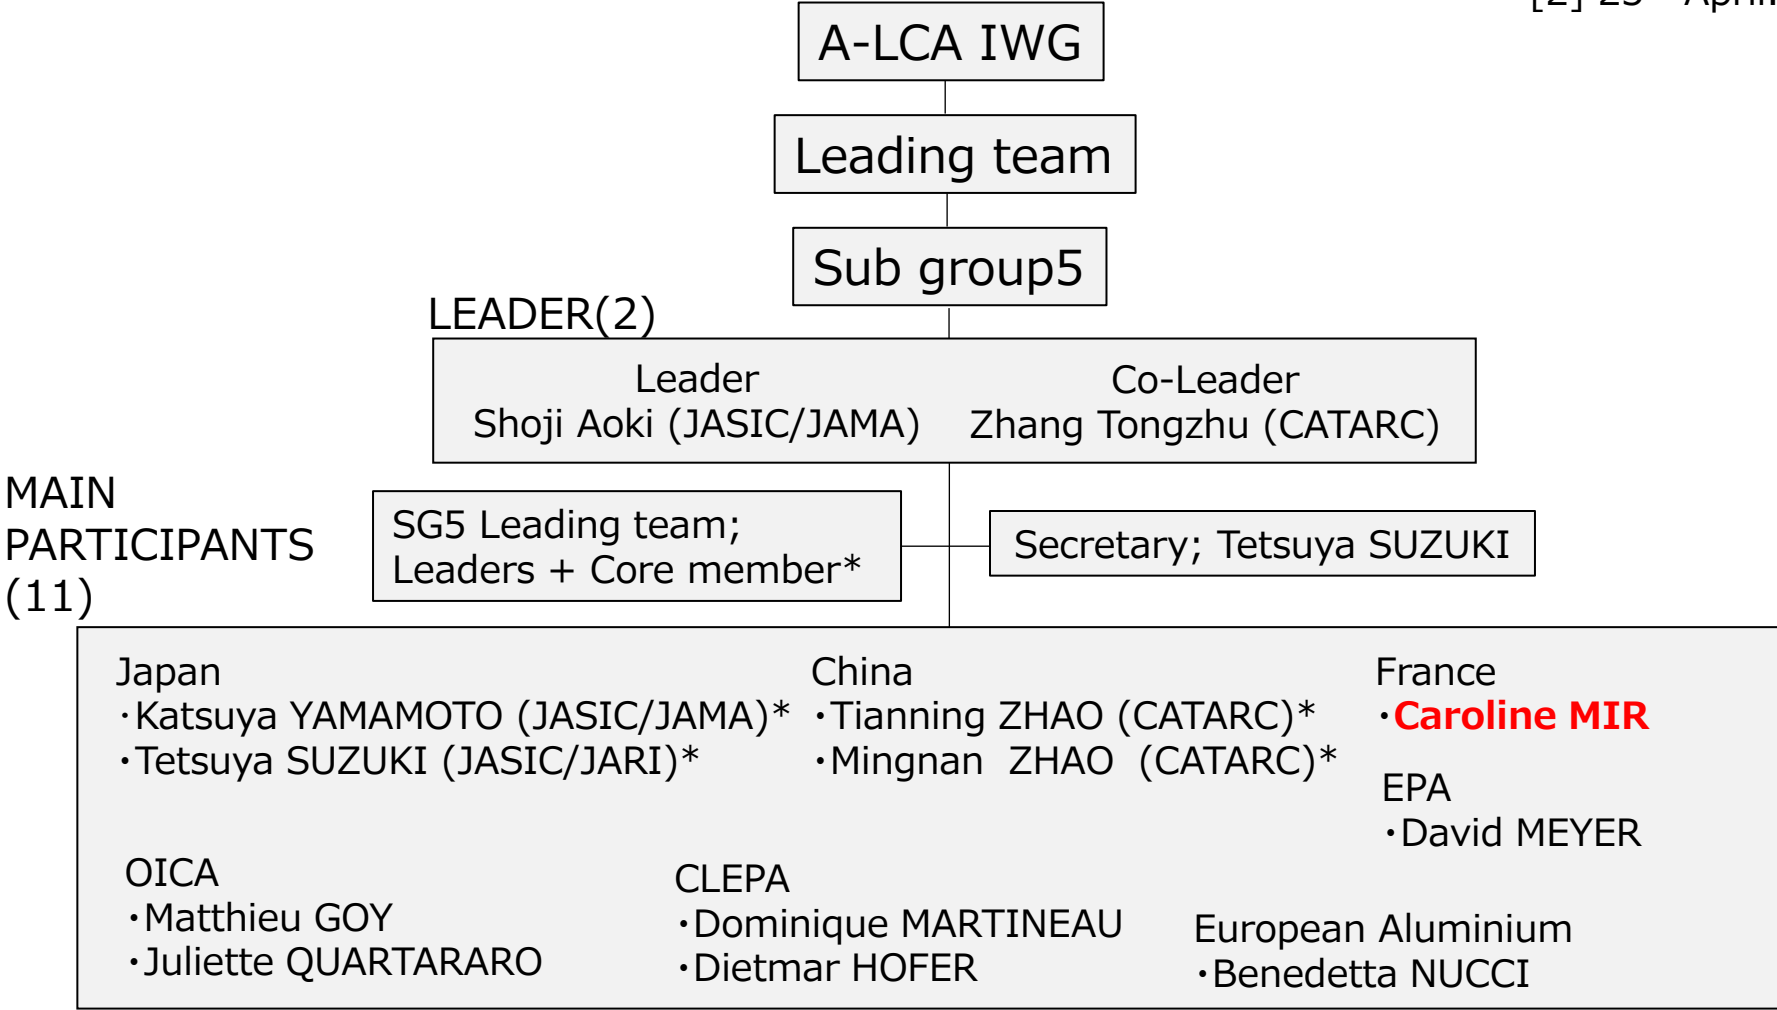 A-LCA IWG
Leading team
Sub group5
LEADER(2)
Leader
Shoji Aoki (JASIC/JAMA)
Co-Leader
Zhang Tongzhu (CATARC)
MAIN
PARTICIPANTS
(11)
SG5 Leading team;
Leaders + Core member*
Secretary; Tetsuya SUZUKI
Japan
・Katsuya YAMAMOTO (JASIC/JAMA)*
・Tetsuya SUZUKI (JASIC/JARI)*
China
・Tianning ZHAO (CATARC)*
・Mingnan ZHAO (CATARC)*
France
・Caroline MIR
EPA
・David MEYER
OICA
・Matthieu GOY
・Juliette QUARTARARO
CLEPA
・Dominique MARTINEAU
・Dietmar HOFER
European Aluminium
・Benedetta NUCCI